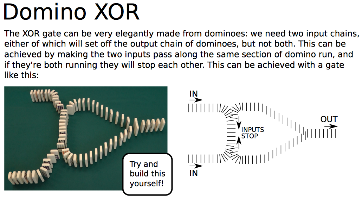 Domino XOR
The XOR gate can be very elegantly made from dominoes: we need two input chains,
either of which will set off the output chain of dominoes, but not both. This can be
achieved by making the two inputs pass along the same section of domino run, and
if they're both running they will stop each other. This can be achieved with a gate
like this:
IN
OUT
INPUTS
STOP
Try and
build this
yourself!
IN